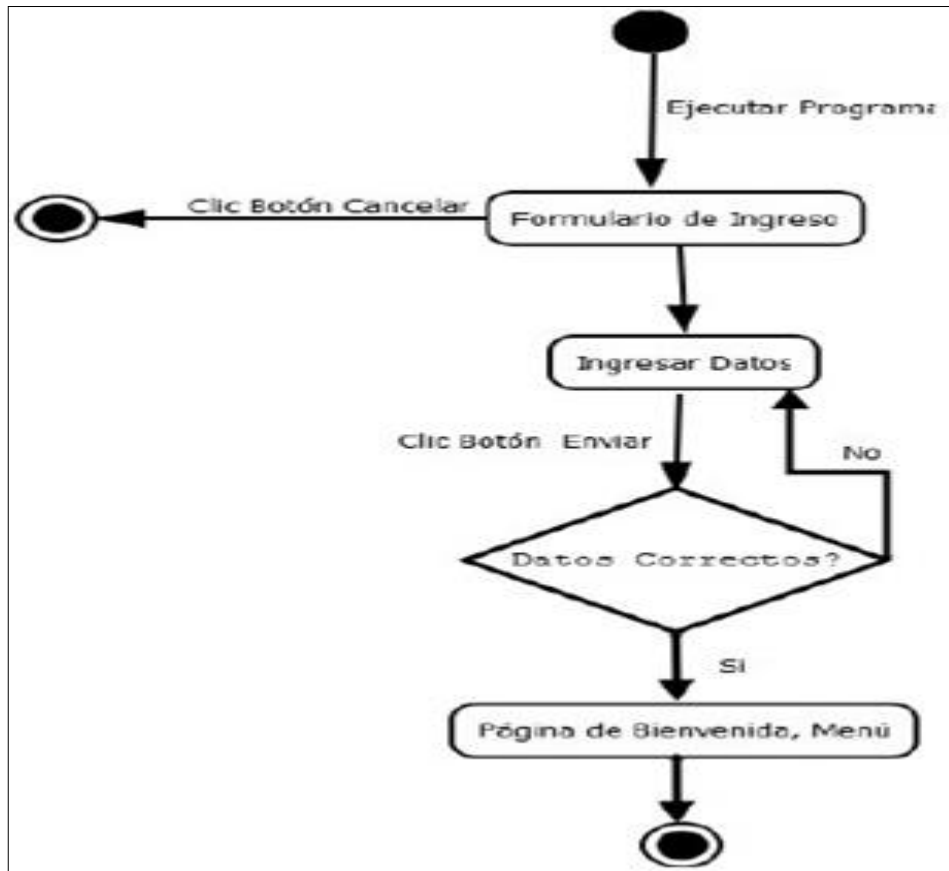 Ejecutar Programa
Clic Botón Cancelar
Formulario de Ingreso
Ingresar Datos
Clic Botón Enviar
No
Datos Correctos?
Si
Página de Bienvenida, Menú